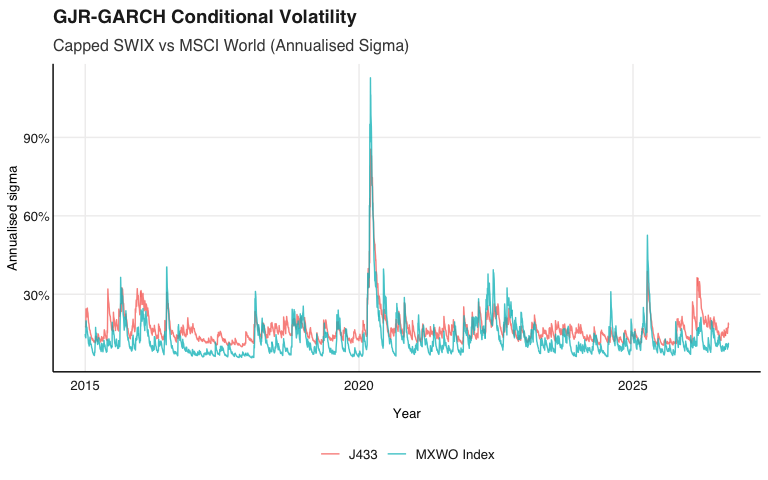 GJR-GARCH Conditional Volatility
Capped SWIX vs MSCI World (Annualised Sigma)
Annualised sigma
90%
60%
30%
2015
2020
2025
Year
J433
MXWO Index